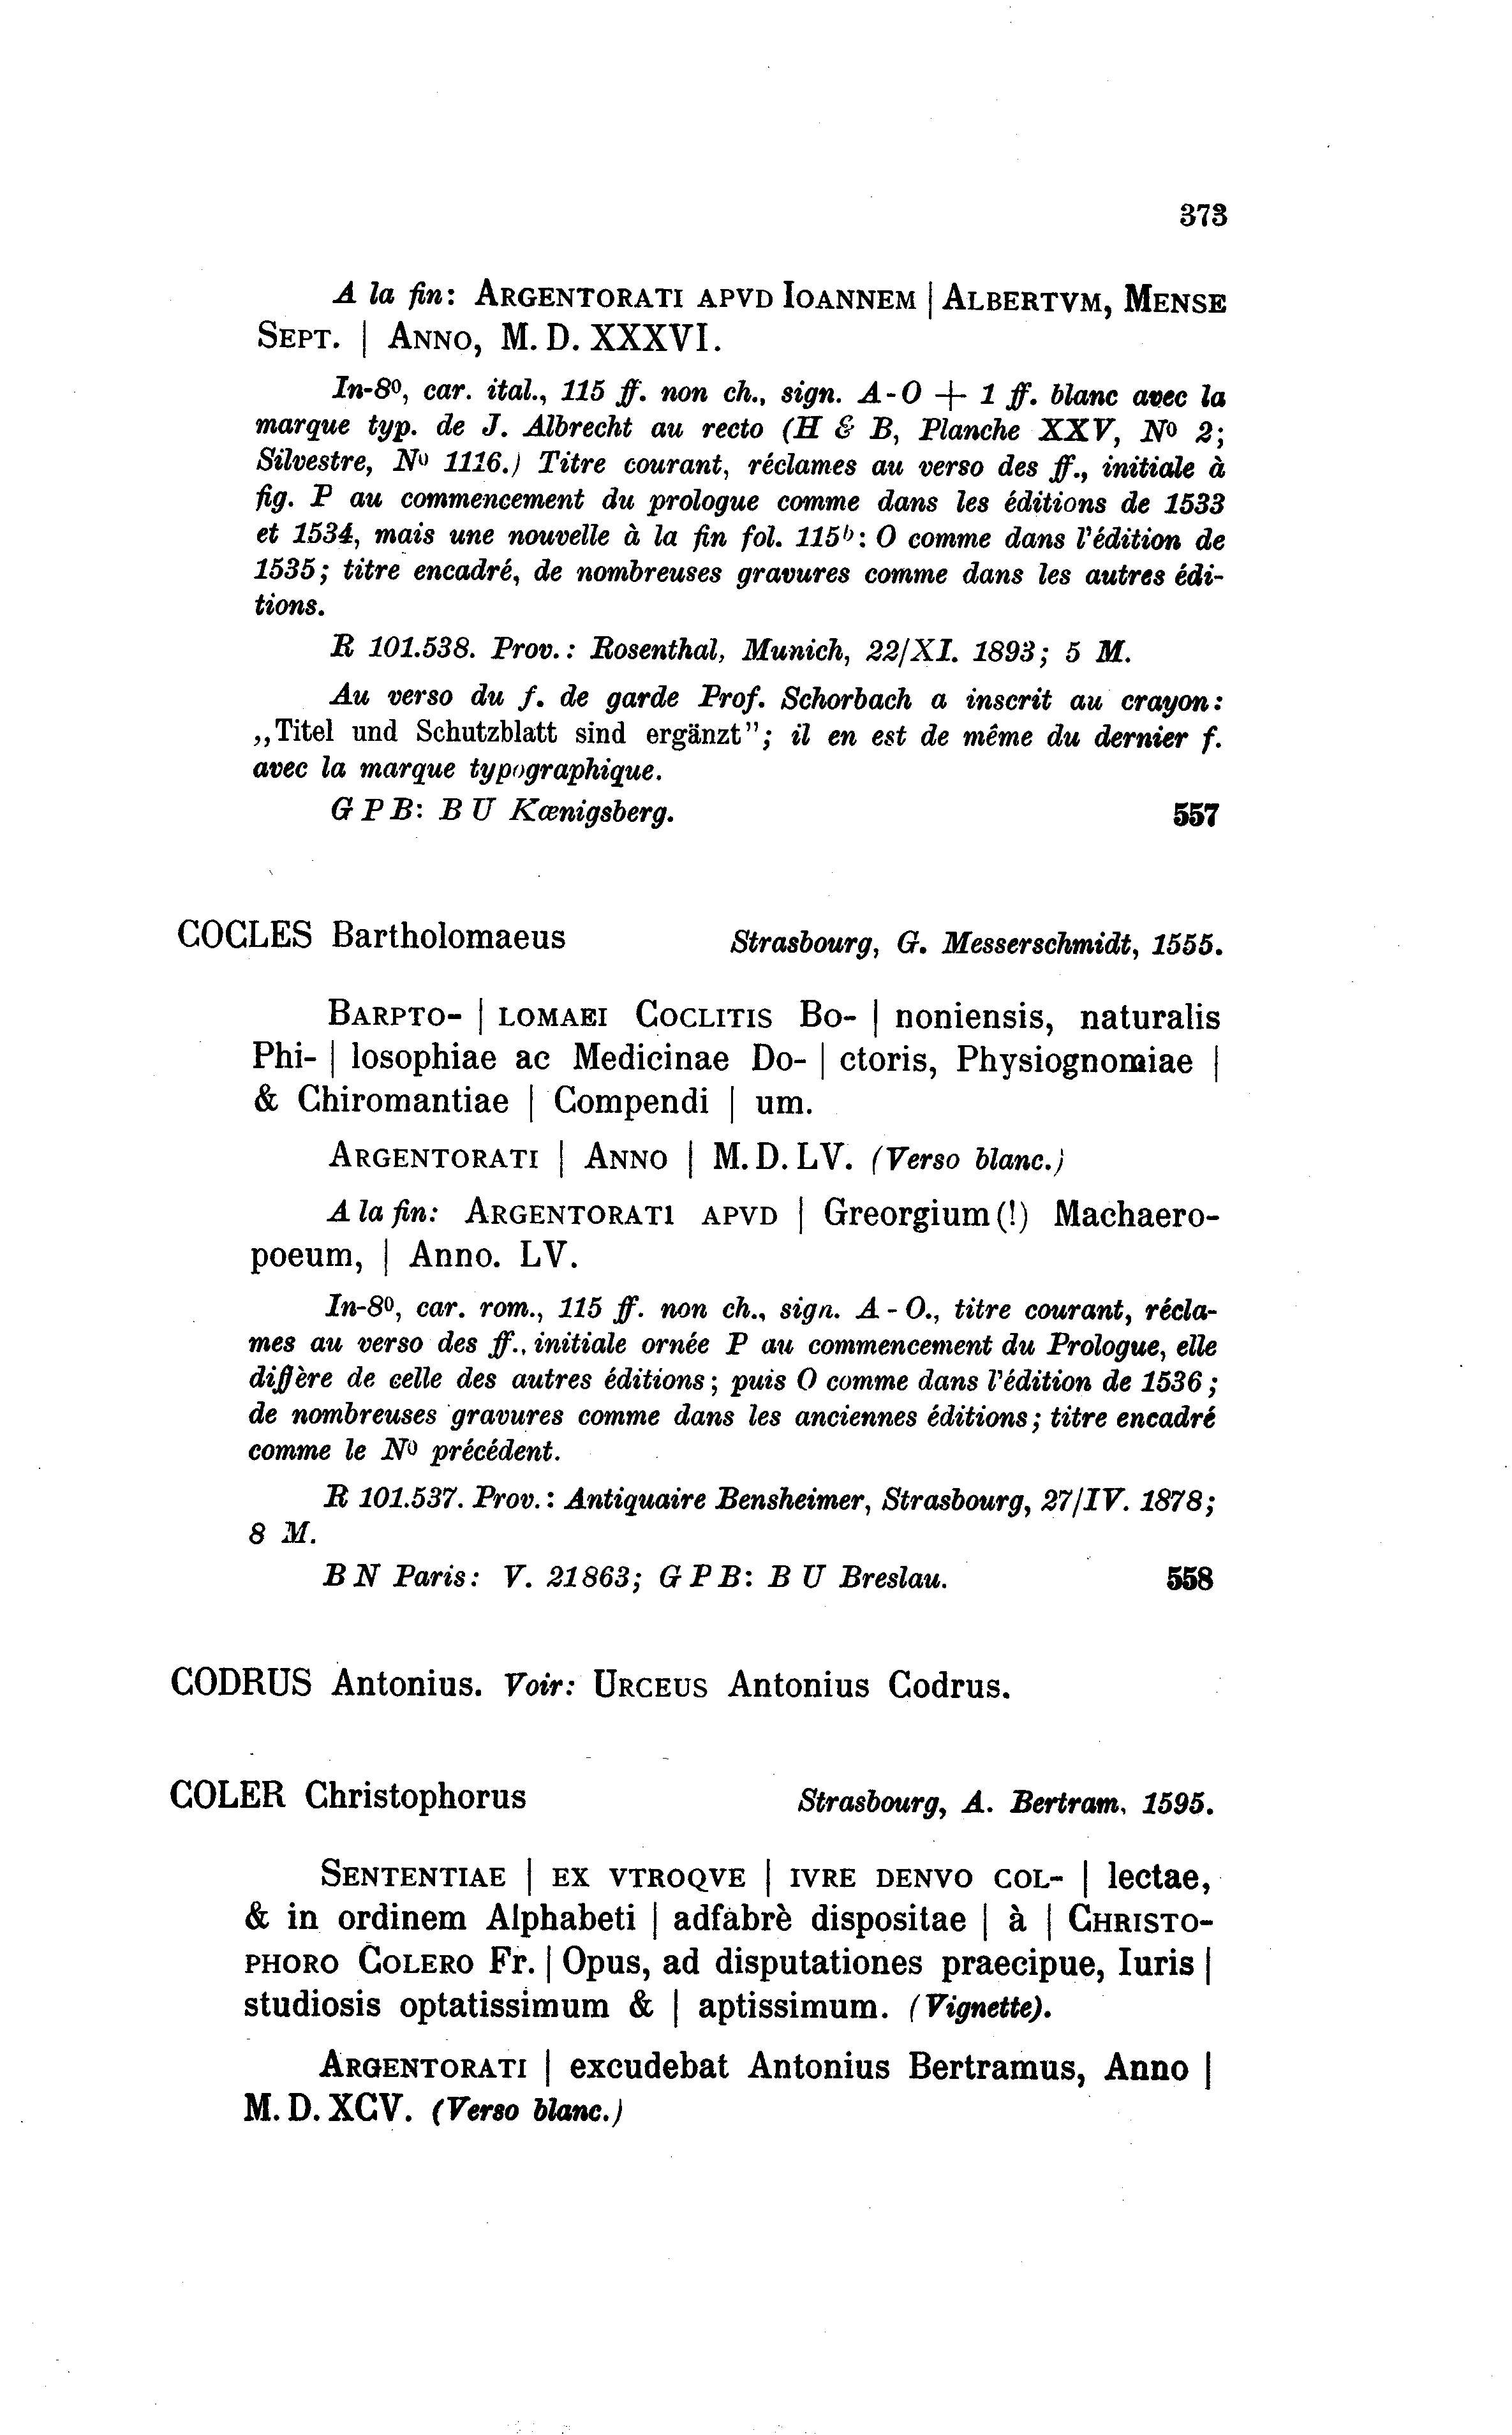 373
A la fin: ARGENTORATI APVD IOANNEM | ALBERTVM, MENSE
SEPT. | ANNO, M. D. XXXVI.
In-8⁰, car. ital., 115 ff. non ch., sign. A-O + 1 ff. blanc avec la
marque typ. de J. Albrecht au recto (H & B, Planche XXV, N⁰ 2;
Silvestre, N⁰ 1116.) Titre courant, réclames au verso des ff., initiale à
fig. P au commencement du prologue comme dans les éditions de 1533
et 1534, mais une nouvelle à la fin fol. 115ᵇ: O comme dans l'édition de
1535; titre encadré, de nombreuses gravures comme dans les autres édi-
tions.
R 101.538. Prov.: Rosenthal, Munich, 22/XI. 1893; 5 M.
Au verso du f. de garde Prof. Schorbach a inscrit au crayon:
,,Titel und Schutzblatt sind ergänzt"; il en est de même du dernier f.
avec la marque typographique.
G P B: B U Kœnigsberg. 557
COCLES Bartholomaeus Strasbourg, G. Messerschmidt, 1555.
BARPTO- | LOMAEI COCLITIS BO- | noniensis, naturalis
Phi- | losophiae ac Medicinae Do- | ctoris, Physiognomiae |
& Chiromantiae | Compendi | um.
ARGENTORATI | ANNO | M. D. LV. (Verso blanc.)
A la fin: ARGENTORATI APVD | Greorgium (!) Machaero-
poeum, | Anno. LV.
In-8⁰, car. rom., 115 ff. non ch., sign. A - O., titre courant, récla-
mes au verso des ff., initiale ornée P au commencement du Prologue, elle
diffère de celle des autres éditions; puis O comme dans l'édition de 1536;
de nombreuses gravures comme dans les anciennes éditions; titre encadré
comme le N⁰ précédent.
R 101.537. Prov.: Antiquaire Bensheimer, Strasbourg, 27/IV. 1878;
8 M.
B N Paris: V. 21863; G P B: B U Breslau. 558
CODRUS Antonius. Voir: URCEUS Antonius Codrus.
COLER Christophorus Strasbourg, A. Bertram, 1595.
SENTENTIAE | EX VTROQVE | IVRE DENVO COL- | lectae,
& in ordinem Alphabeti | adfabrè dispositae | à | CHRISTO-
PHORO COLERO Fr. | Opus, ad disputationes praecipue, Iuris |
studiosis optatissimum & | aptissimum. (Vignette).
ARGENTORATI | excudebat Antonius Bertramus, Anno |
M. D. XCV. (Verso blanc.)